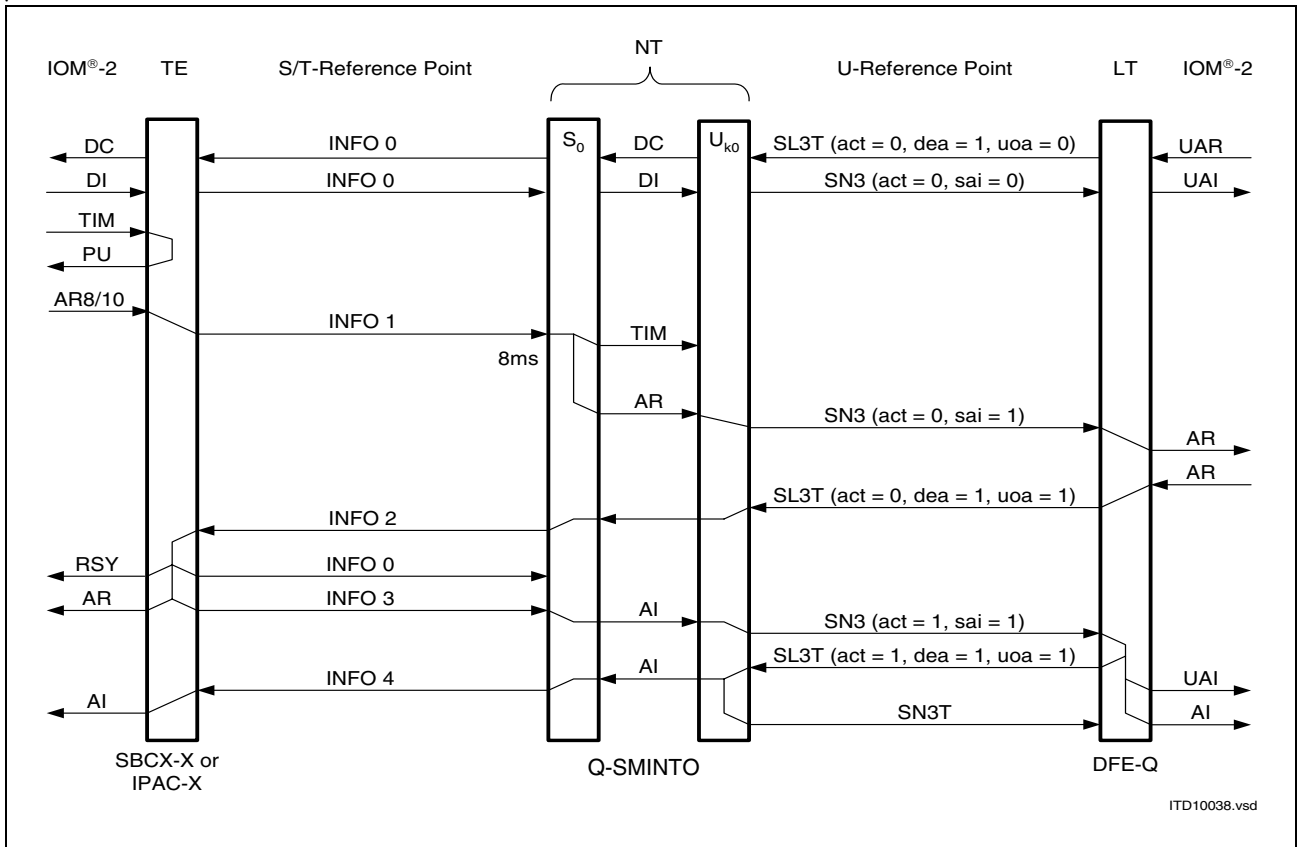 NT
IOM®-2 TE S/T-Reference Point U-Reference Point LT IOM®-2
S0 Uk0
DC INFO 0 DC SL3T (act = 0, dea = 1, uoa = 0) UAR
DI INFO 0 DI SN3 (act = 0, sai = 0) UAI
TIM
PU
AR8/10
INFO 1
8ms
TIM
AR
SN3 (act = 0, sai = 1)
AR
AR
SL3T (act = 0, dea = 1, uoa = 1)
INFO 2
RSY INFO 0
AR INFO 3
AI
SN3 (act = 1, sai = 1)
SL3T (act = 1, dea = 1, uoa = 1)
INFO 4 AI
UAI
AI
SN3T
AI
SBCX-X or
IPAC-X
Q-SMINTO
DFE-Q
ITD10038.vsd